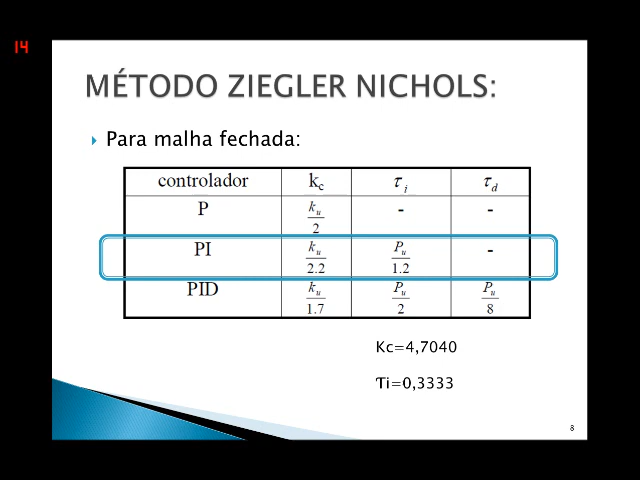 14
MÉTODO ZIEGLER NICHOLS:
Para malha fechada:
controlador k_c τ_i τ_d
P k_u/2 - -
PI k_u/2.2 P_u/1.2 -
PID k_u/1.7 P_u/2 P_u/8
Kc=4,7040
Ti=0,3333
8